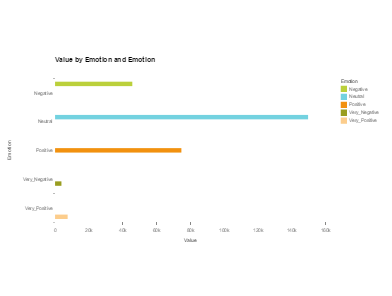 Value by Emotion and Emotion
Emotion
Negative
Neutral
Positive
Very_Negative
Very_Positive
Negative
Neutral
Positive
Very_Negative
Very_Positive
Emotion
0 20k 40k 60k 80k 100k 120k 140k 160k
Value